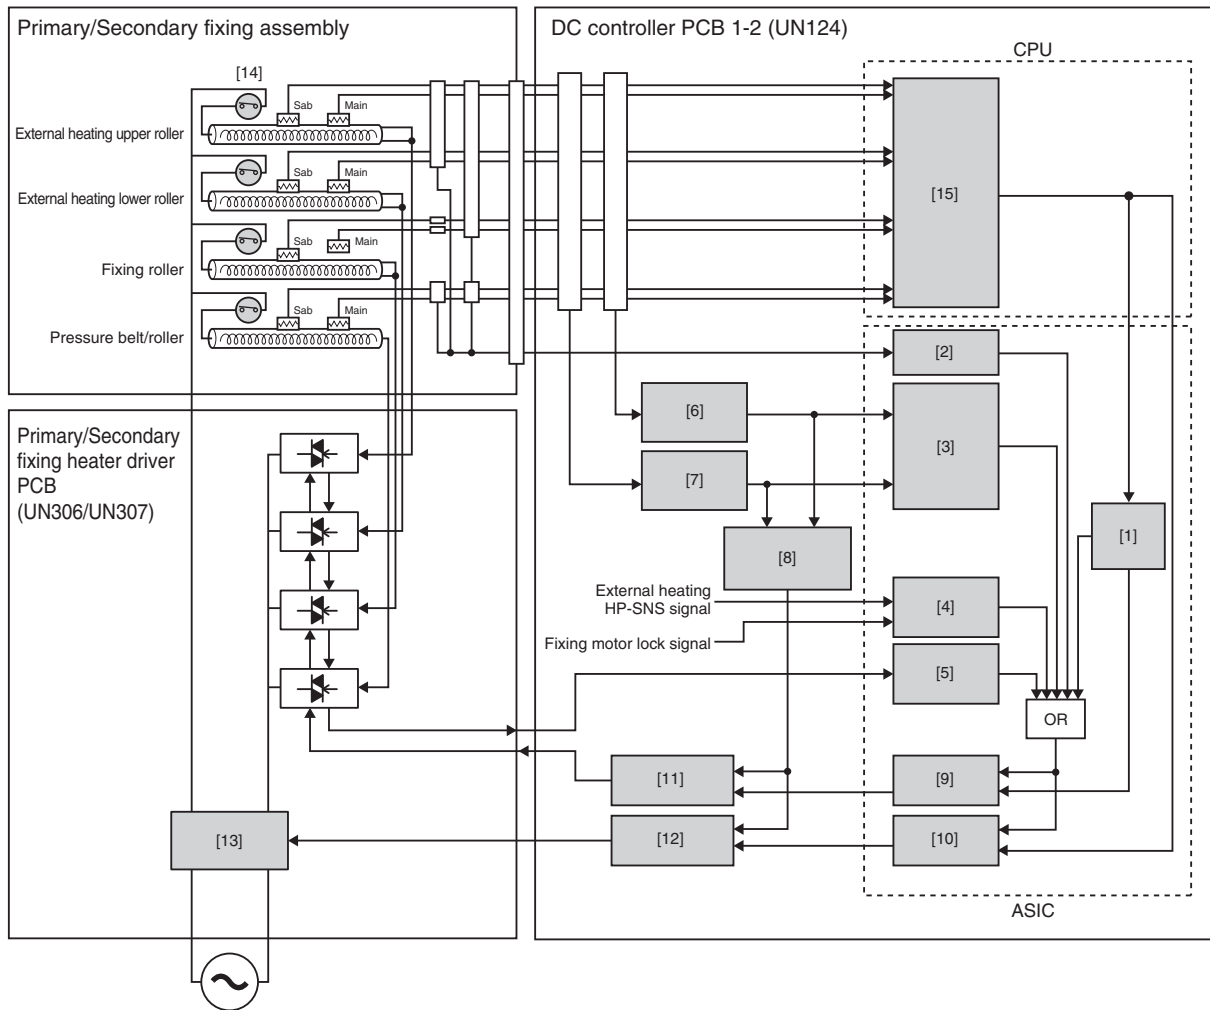 Primary/Secondary fixing assembly
DC controller PCB 1-2 (UN124)
CPU
[14]
Sab
Main
External heating upper roller
Sab
Main
External heating lower roller
[15]
Sab
Main
Fixing roller
Sab
Main
Pressure belt/roller
[2]
[6]
[3]
[7]
Primary/Secondary
fixing heater driver
PCB
(UN306/UN307)
[1]
[8]
External heating
HP-SNS signal
[4]
Fixing motor lock signal
[5]
OR
[11]
[9]
[13]
[12]
[10]
ASIC